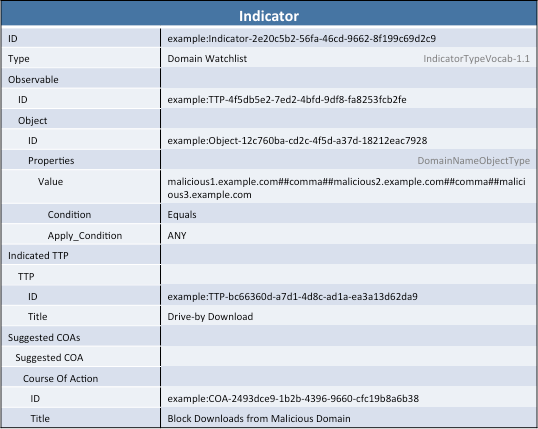 Indicator
ID example:Indicator-2e20c5b2-56fa-46cd-9662-8f199c69d2c9
Type Domain Watchlist IndicatorTypeVocab-1.1
Observable
ID example:TTP-4f5db5e2-7ed2-4bfd-9df8-fa8253fcb2fe
Object
ID example:Object-12c760ba-cd2c-4f5d-a37d-18212eac7928
Properties DomainNameObjectType
Value malicious1.example.com##comma##malicious2.example.com##comma##malici
ous3.example.com
Condition Equals
Apply_Condition ANY
Indicated TTP
TTP
ID example:TTP-bc66360d-a7d1-4d8c-ad1a-ea3a13d62da9
Title Drive-by Download
Suggested COAs
Suggested COA
Course Of Action
ID example:COA-2493dce9-1b2b-4396-9660-cfc19b8a6b38
Title Block Downloads from Malicious Domain